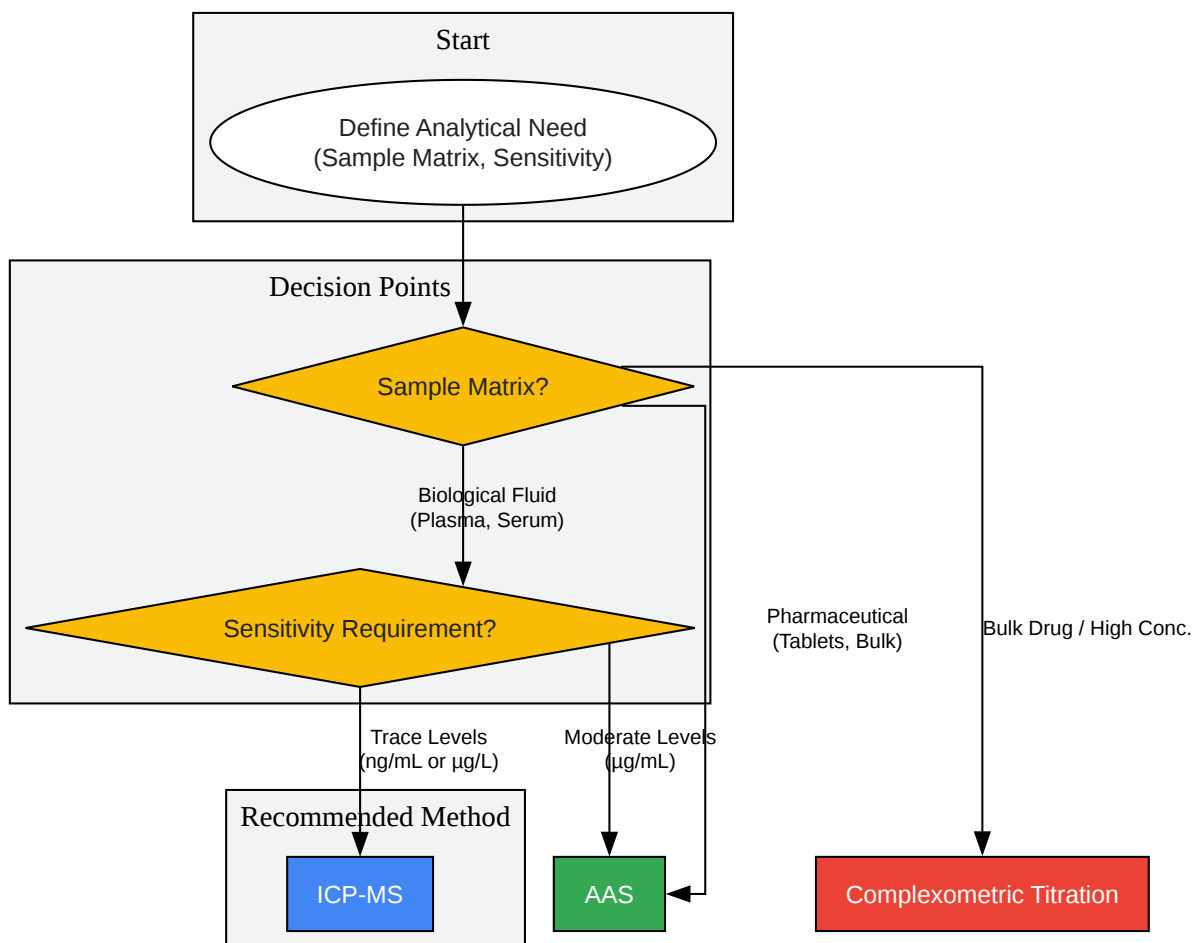 Start
Define Analytical Need
(Sample Matrix, Sensitivity)
Decision Points
Sample Matrix?
Biological Fluid
(Plasma, Serum)
Sensitivity Requirement?
Pharmaceutical
(Tablets, Bulk)
Bulk Drug / High Conc.
Trace Levels
(ng/mL or µg/L)
Moderate Levels
(µg/mL)
Recommended Method
ICP-MS
AAS
Complexometric Titration